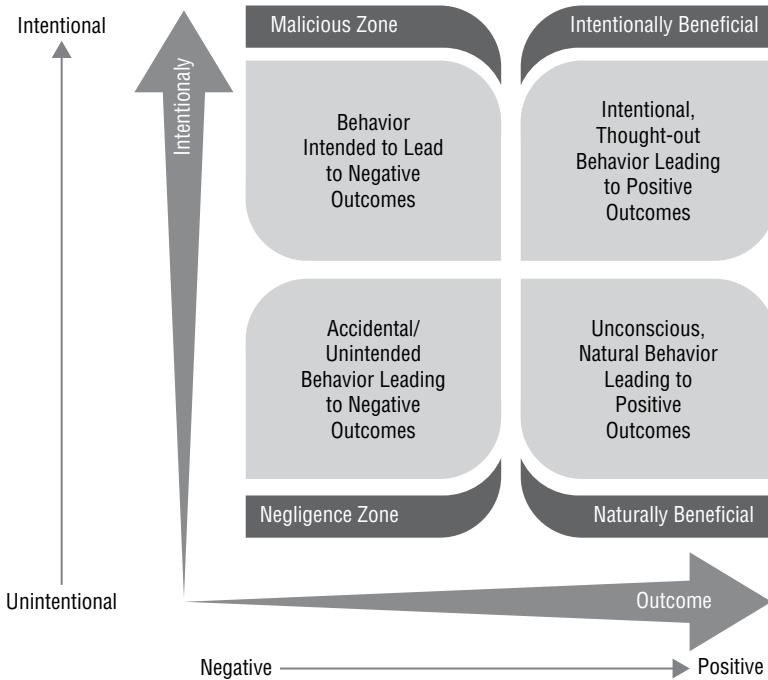 Intentional
Malicious Zone
Intentionally Beneficial
Intentionaly
Behavior
Intended to Lead
to Negative
Outcomes
Intentional,
Thought-out
Behavior Leading
to Positive
Outcomes
Accidental/
Unintended
Behavior Leading
to Negative
Outcomes
Unconscious,
Natural Behavior
Leading to
Positive
Outcomes
Negligence Zone
Naturally Beneficial
Unintentional
Outcome
Negative
Positive